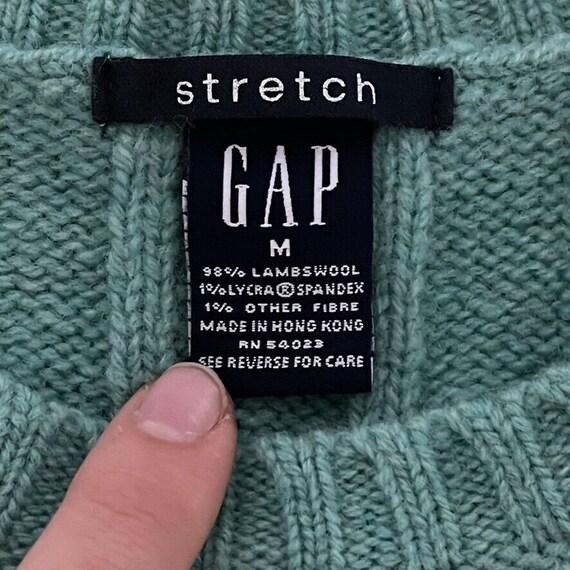 stretch
GAP
M
98% LAMBSWOOL
1% LYCRA®SPANDEX
1% OTHER FIBRE
MADE IN HONG KONG
RN 54023
SEE REVERSE FOR CARE